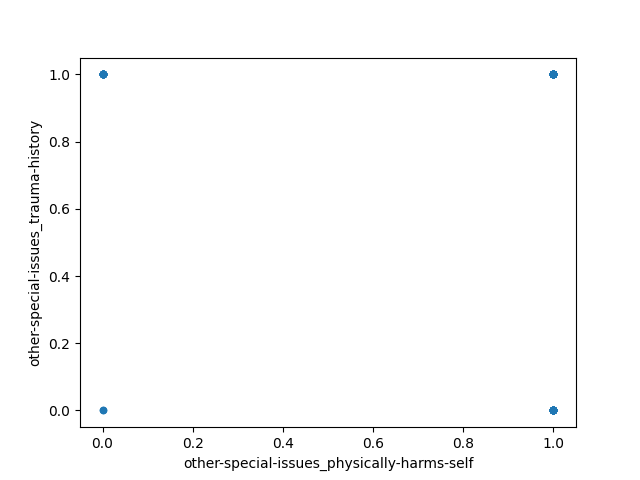 1.0
0.8
0.6
0.4
0.2
0.0
other-special-issues_trauma-history
0.0 0.2 0.4 0.6 0.8 1.0
other-special-issues_physically-harms-self